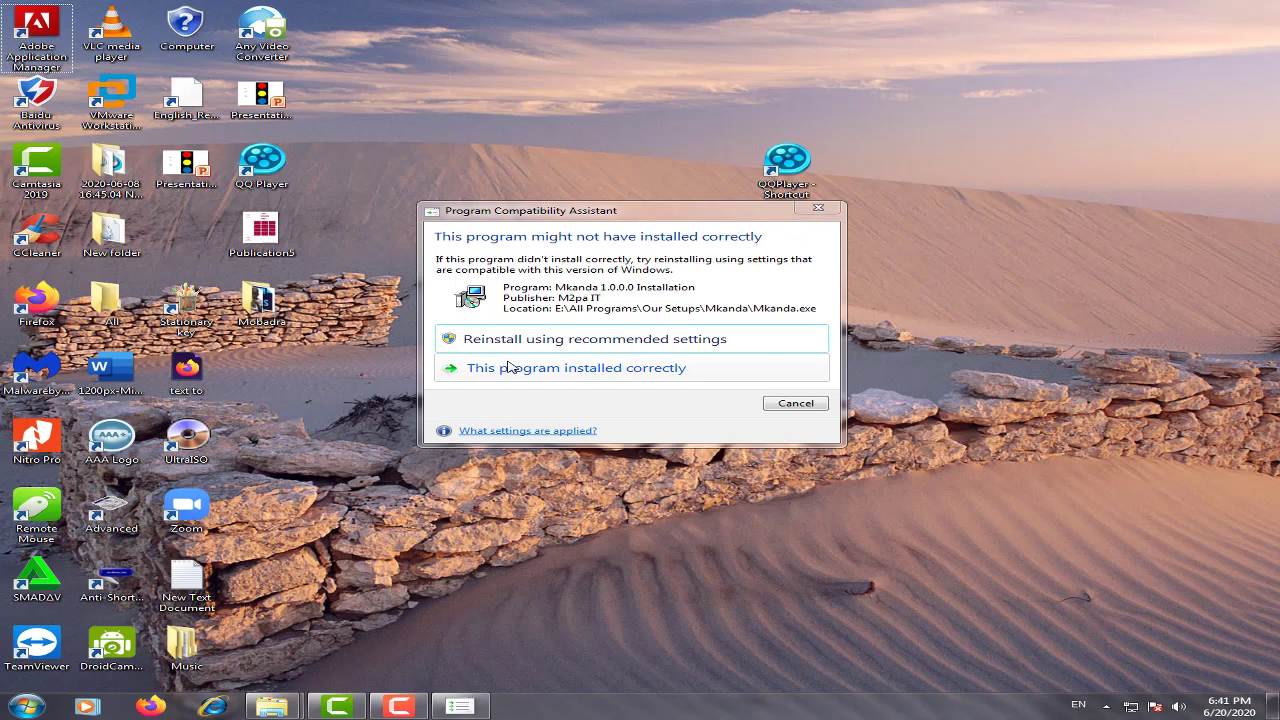 Adobe
Application
Manager
VLC media
player
Computer
Any Video
Converter
Baidu
Antivirus
VMware
Workstati...
English_Re...
Presentati...
Camtasia
2019
2020-06-08
16.45.04 N...
Presentati...
QQ Player
QQPlayer -
Shortcut
CCleaner
New folder
Publication5
Firefox
All
Stationary
key
Mobadra
Malwareby...
1200px-Mi...
text to
Nitro Pro
AAA+
AAA Logo
UltraISO
Remote
Mouse
Advanced
Zoom
SMADΔV
Anti-Short...
New Text
Document
TeamViewer
DroidCam...
Music
Program Compatibility Assistant
This program might not have installed correctly
If this program didn't install correctly, try reinstalling using settings that
are compatible with this version of Windows.
Program: Mkanda 1.0.0.0 Installation
Publisher: M2pa IT
Location: E:\All Programs\Our Setups\Mkanda\Mkanda.exe
Reinstall using recommended settings
This program installed correctly
Cancel
What settings are applied?
EN
6:41 PM
6/20/2020